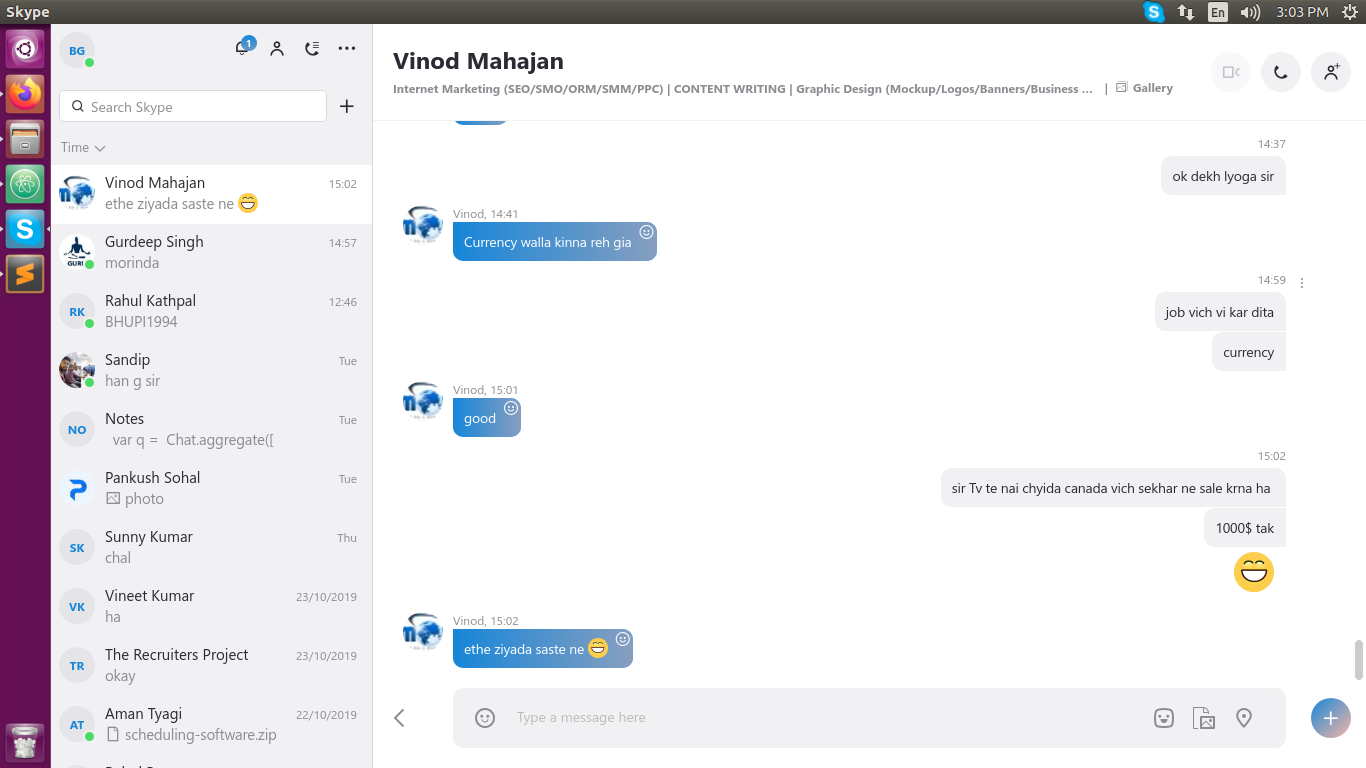 Skype
En
3:03 PM
BG
1
Search Skype
Time
Vinod Mahajan
15:02
ethe ziyada saste ne
Gurdeep Singh
14:57
morinda
GURI
Rahul Kathpal
12:46
BHUPI1994
RK
Sandip
Tue
han g sir
Notes
Tue
var q = Chat.aggregate([
NO
Pankush Sohal
Tue
photo
Sunny Kumar
Thu
chal
SK
Vineet Kumar
23/10/2019
ha
VK
The Recruiters Project
23/10/2019
okay
TR
Aman Tyagi
22/10/2019
scheduling-software.zip
AT
Vinod Mahajan
Internet Marketing (SEO/SMO/ORM/SMM/PPC) | CONTENT WRITING | Graphic Design (Mockup/Logos/Banners/Business ... | Gallery
14:37
ok dekh lyoga sir
Vinod, 14:41
Currency walla kinna reh gia
14:59
job vich vi kar dita
currency
Vinod, 15:01
good
15:02
sir Tv te nai chyida canada vich sekhar ne sale krna ha
1000$ tak
Vinod, 15:02
ethe ziyada saste ne
Type a message here